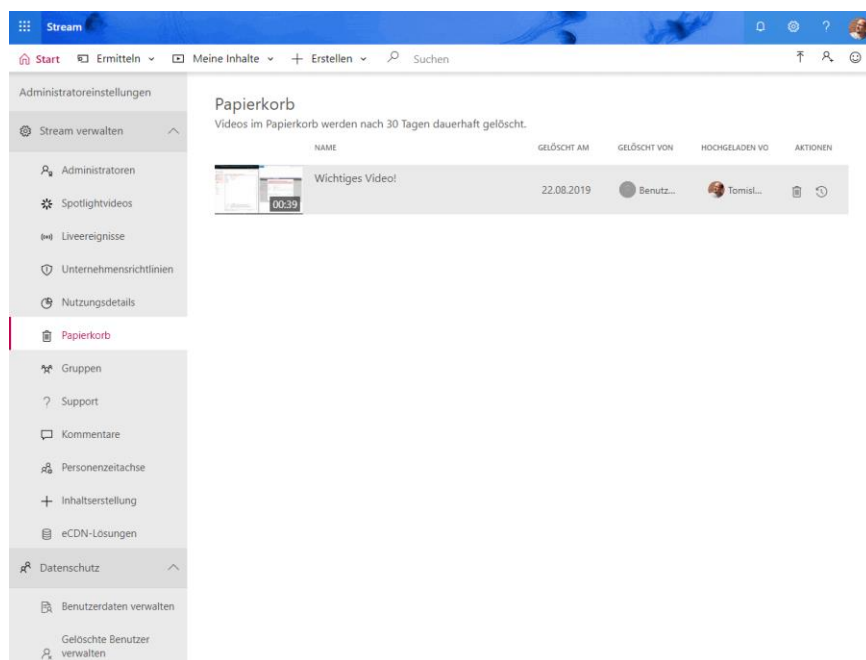 Stream
?
Start Ermitteln Meine Inhalte Erstellen Suchen
Administratoreinstellungen
Stream verwalten
Administratoren
Spotlightvideos
Liveereignisse
Unternehmensrichtlinien
Nutzungsdetails
Papierkorb
Gruppen
? Support
Kommentare
Personenzeitachse
Inhaltserstellung
eCDN-Lösungen
Datenschutz
Benutzerdaten verwalten
Gelöschte Benutzer
verwalten
Papierkorb
Videos im Papierkorb werden nach 30 Tagen dauerhaft gelöscht.
NAME GELÖSCHT AM GELÖSCHT VON HOCHGELADEN VO AKTIONEN
00:39 Wichtiges Video! 22.08.2019 Benutz... Tomisl...